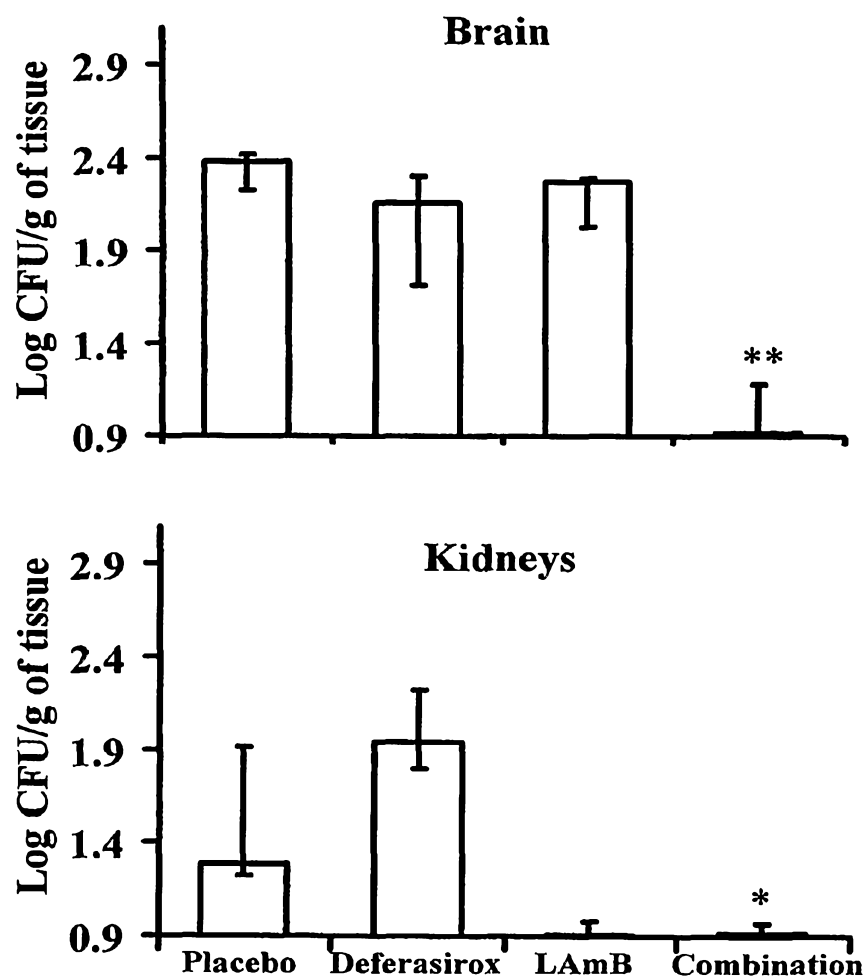 Brain
Log CFU/g of tissue
2.9
2.4
1.9
1.4
0.9
**
Kidneys
Log CFU/g of tissue
2.9
2.4
1.9
1.4
0.9
*
Placebo Deferasirox LAmB Combination